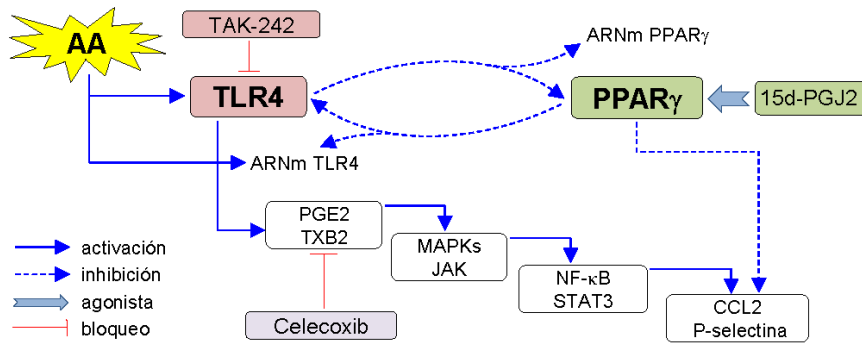 AA
TAK-242
ARNm PPARγ
TLR4
PPARγ
15d-PGJ2
ARNm TLR4
PGE2
TXB2
MAPKs
JAK
NF-κB
STAT3
CCL2
P-selectina
Celecoxib
activación
inhibición
agonista
bloqueo